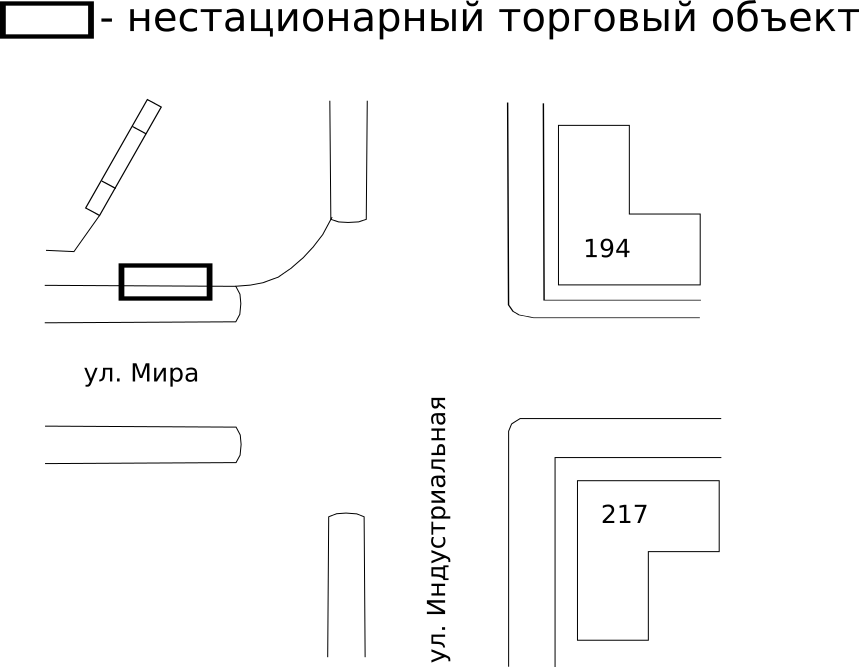 - нестационарный торговый объект
194
ул. Мира
ул. Индустриальная
217